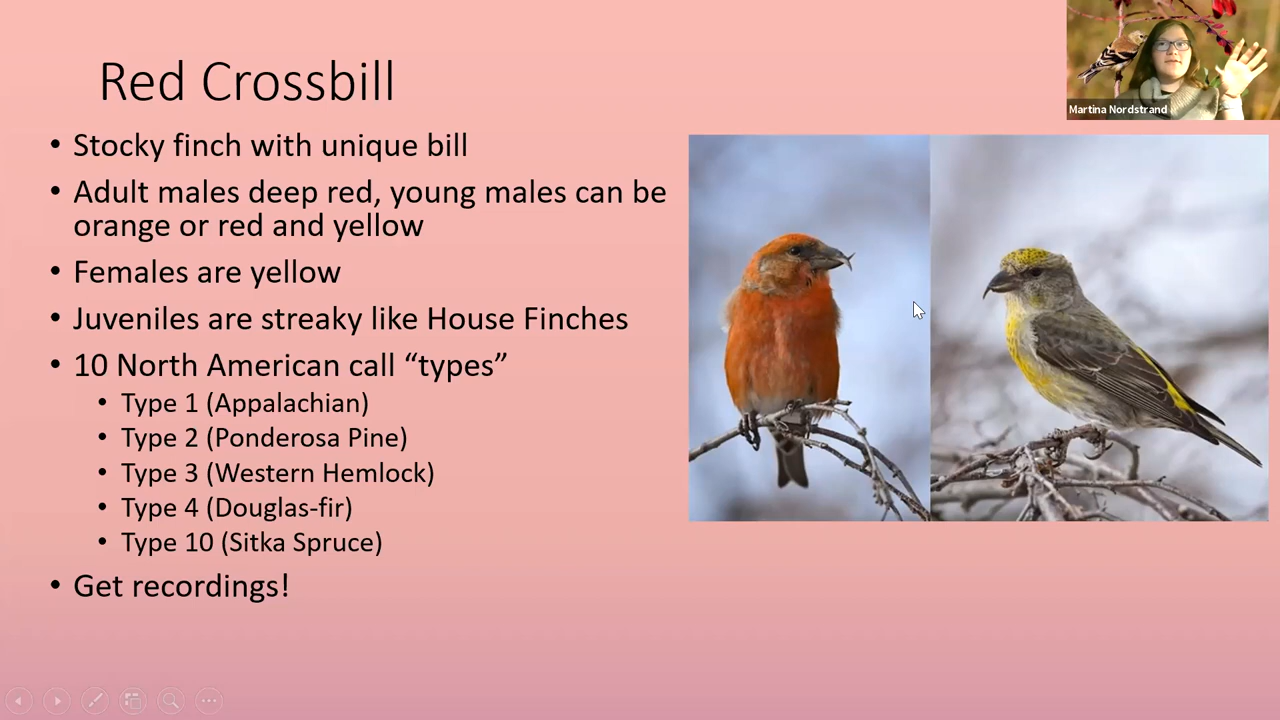 Red Crossbill
Martina Nordstrand
• Stocky finch with unique bill
• Adult males deep red, young males can be
orange or red and yellow
• Females are yellow
• Juveniles are streaky like House Finches
• 10 North American call “types”
• Type 1 (Appalachian)
• Type 2 (Ponderosa Pine)
• Type 3 (Western Hemlock)
• Type 4 (Douglas-fir)
• Type 10 (Sitka Spruce)
• Get recordings!